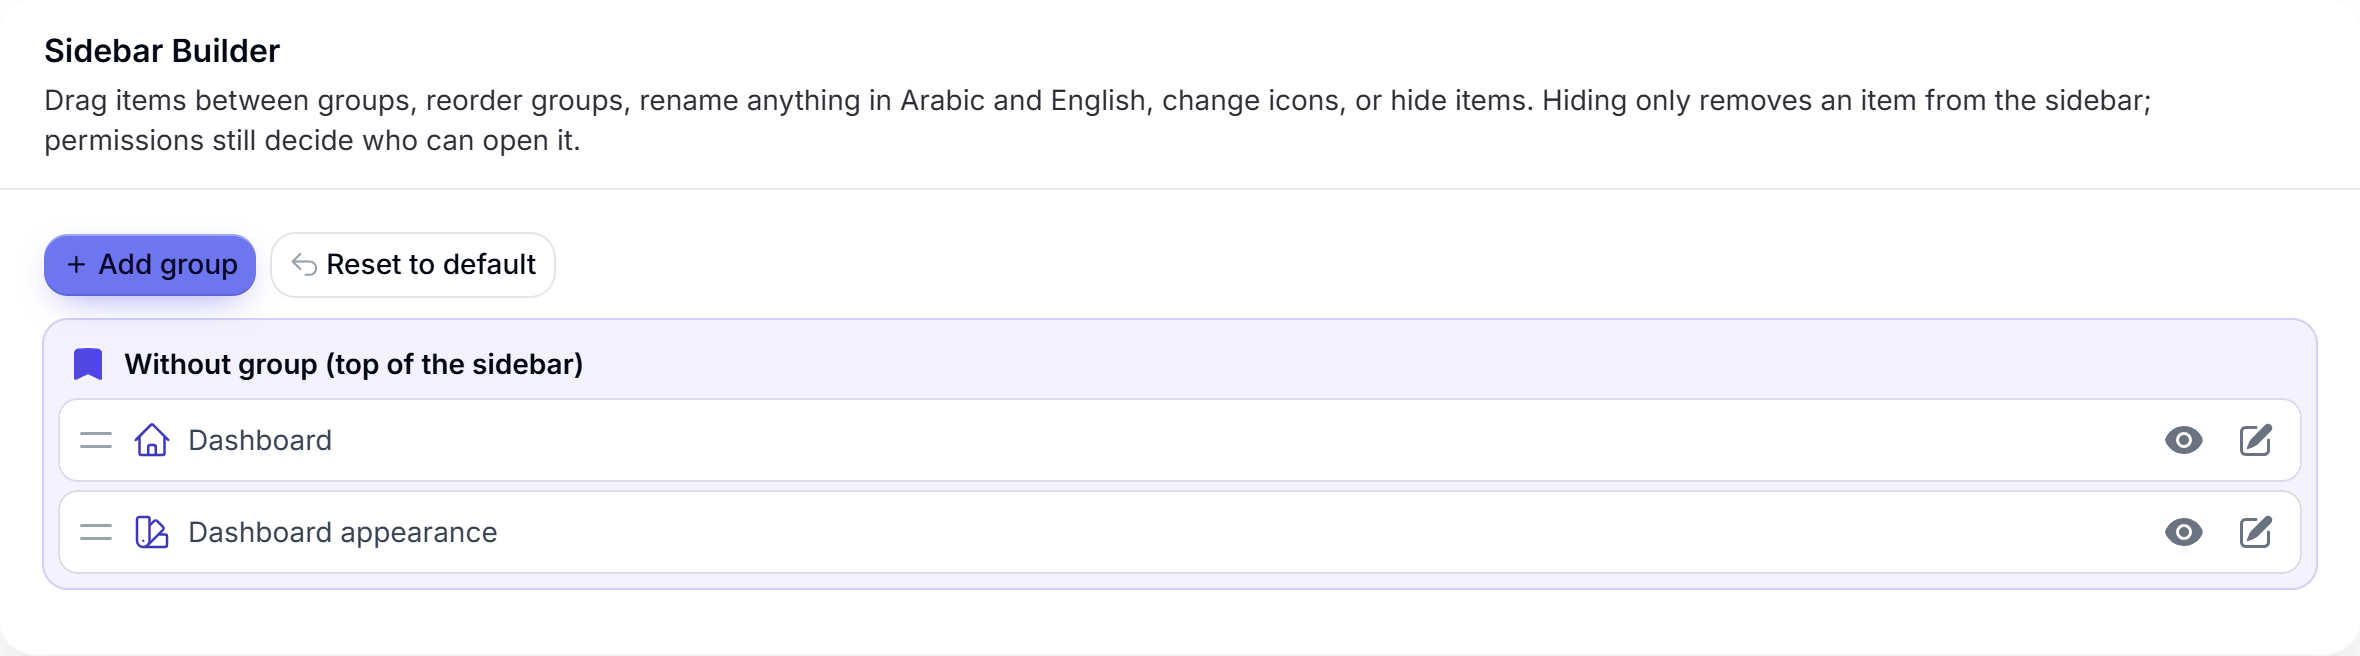 Sidebar Builder
Drag items between groups, reorder groups, rename anything in Arabic and English, change icons, or hide items. Hiding only removes an item from the sidebar;
permissions still decide who can open it.
+ Add group
Reset to default
Without group (top of the sidebar)
Dashboard
Dashboard appearance